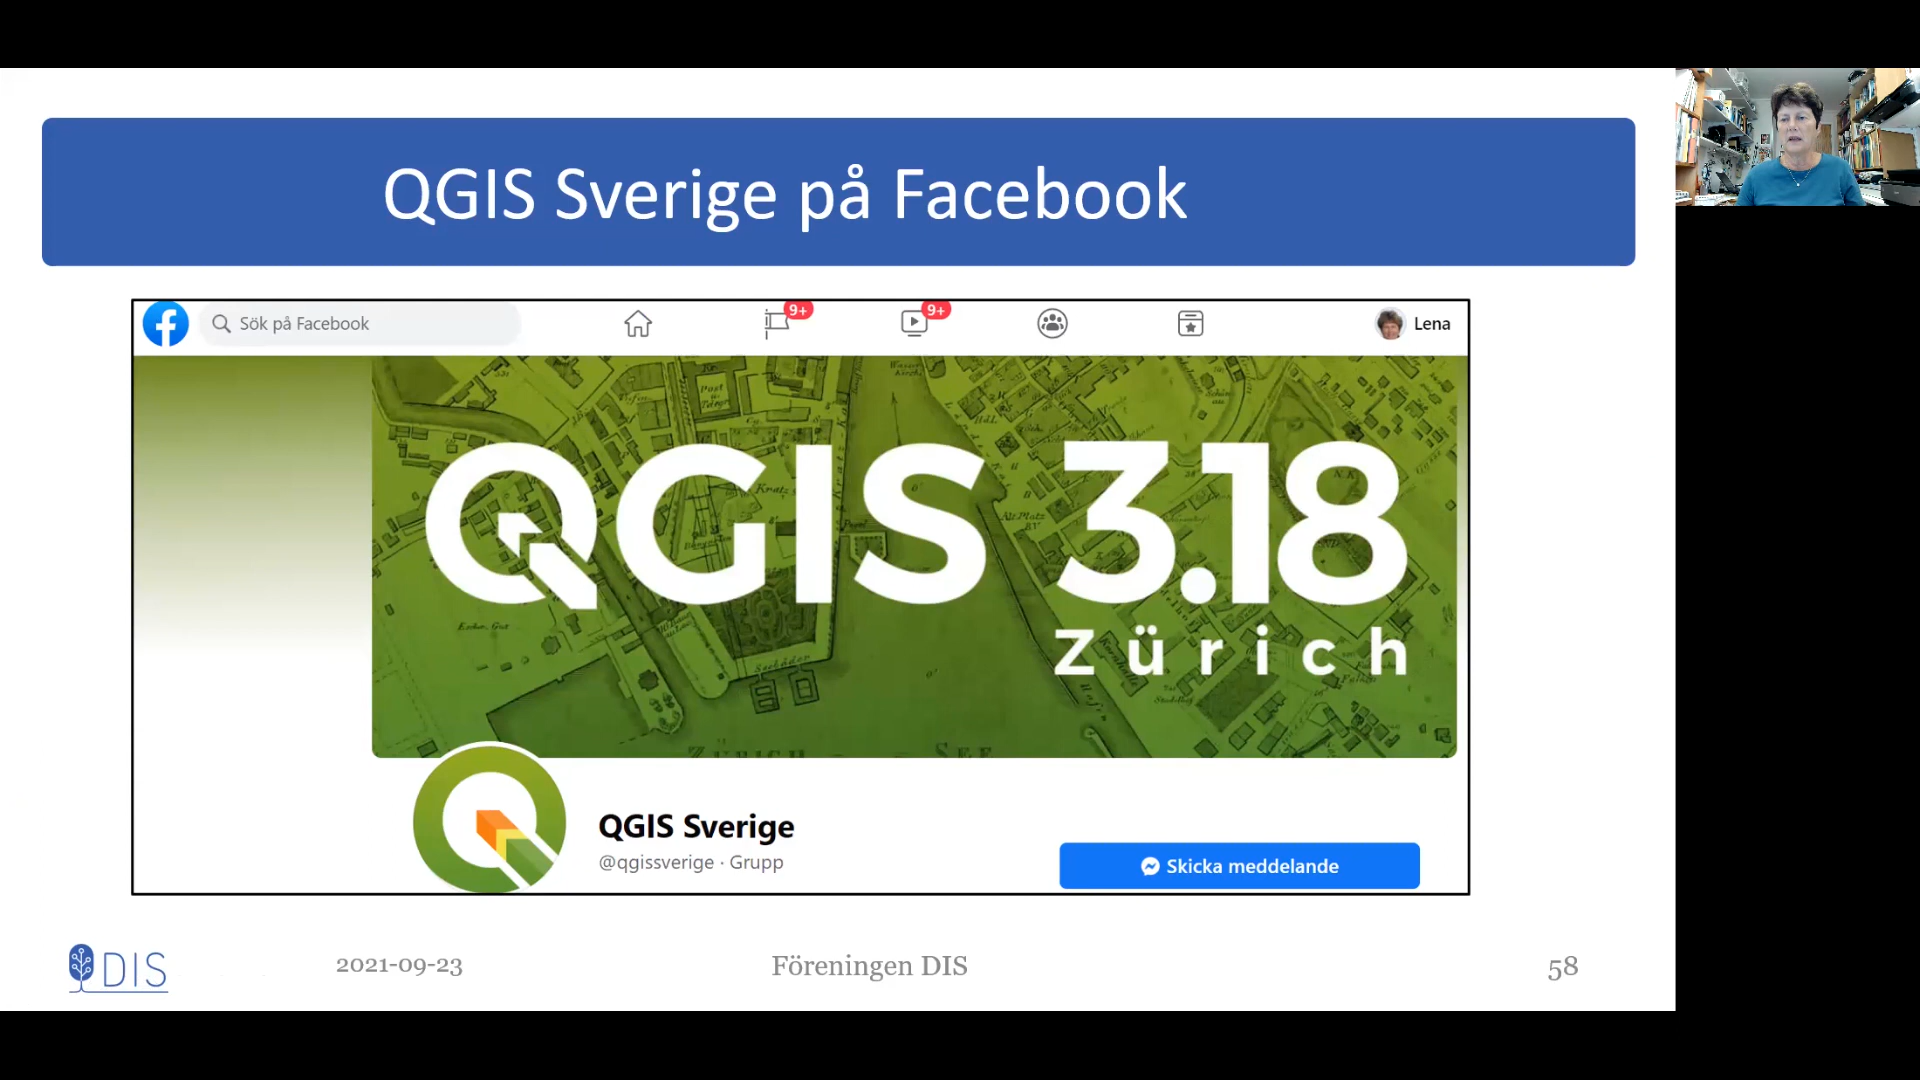 QGIS Sverige på Facebook
Sök på Facebook
9+
9+
Lena
QGIS 3.18
Zürich
QGIS Sverige
@qgissverige · Grupp
Skicka meddelande
DIS
2021-09-23
Föreningen DIS
58